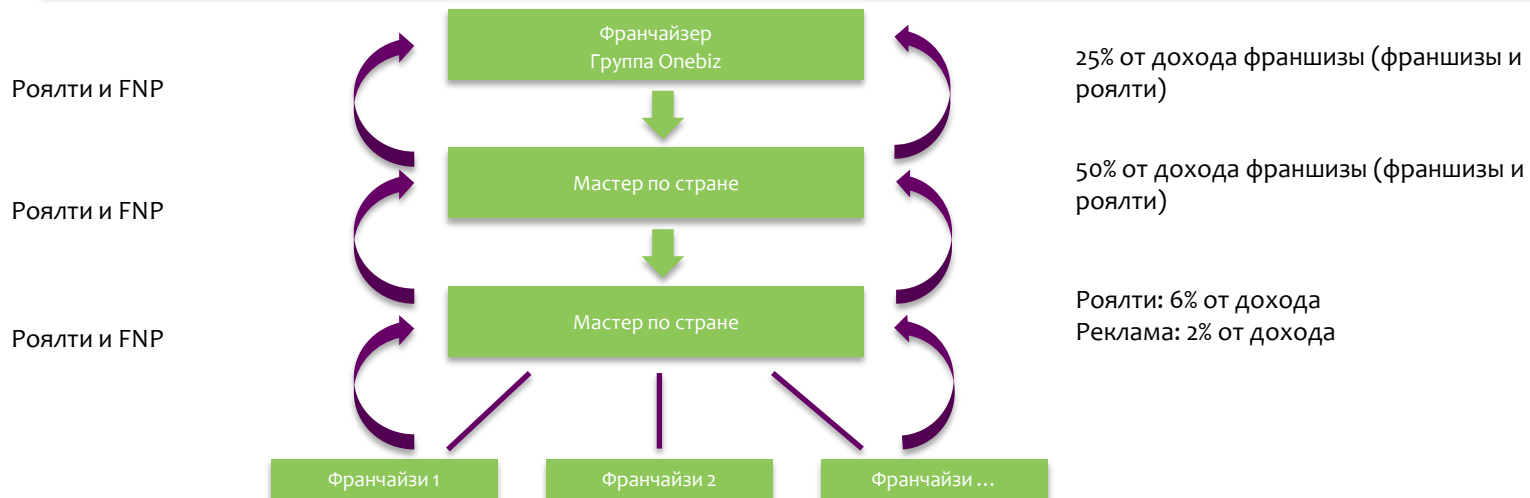 Франчайзер
Группа Onebiz
Роялти и FNP
25% от дохода франшизы (франшизы и
роялти)
Мастер по стране
Роялти и FNP
50% от дохода франшизы (франшизы и
роялти)
Мастер по стране
Роялти и FNP
Роялти: 6% от дохода
Реклама: 2% от дохода
Франчайзи 1
Франчайзи 2
Франчайзи ...